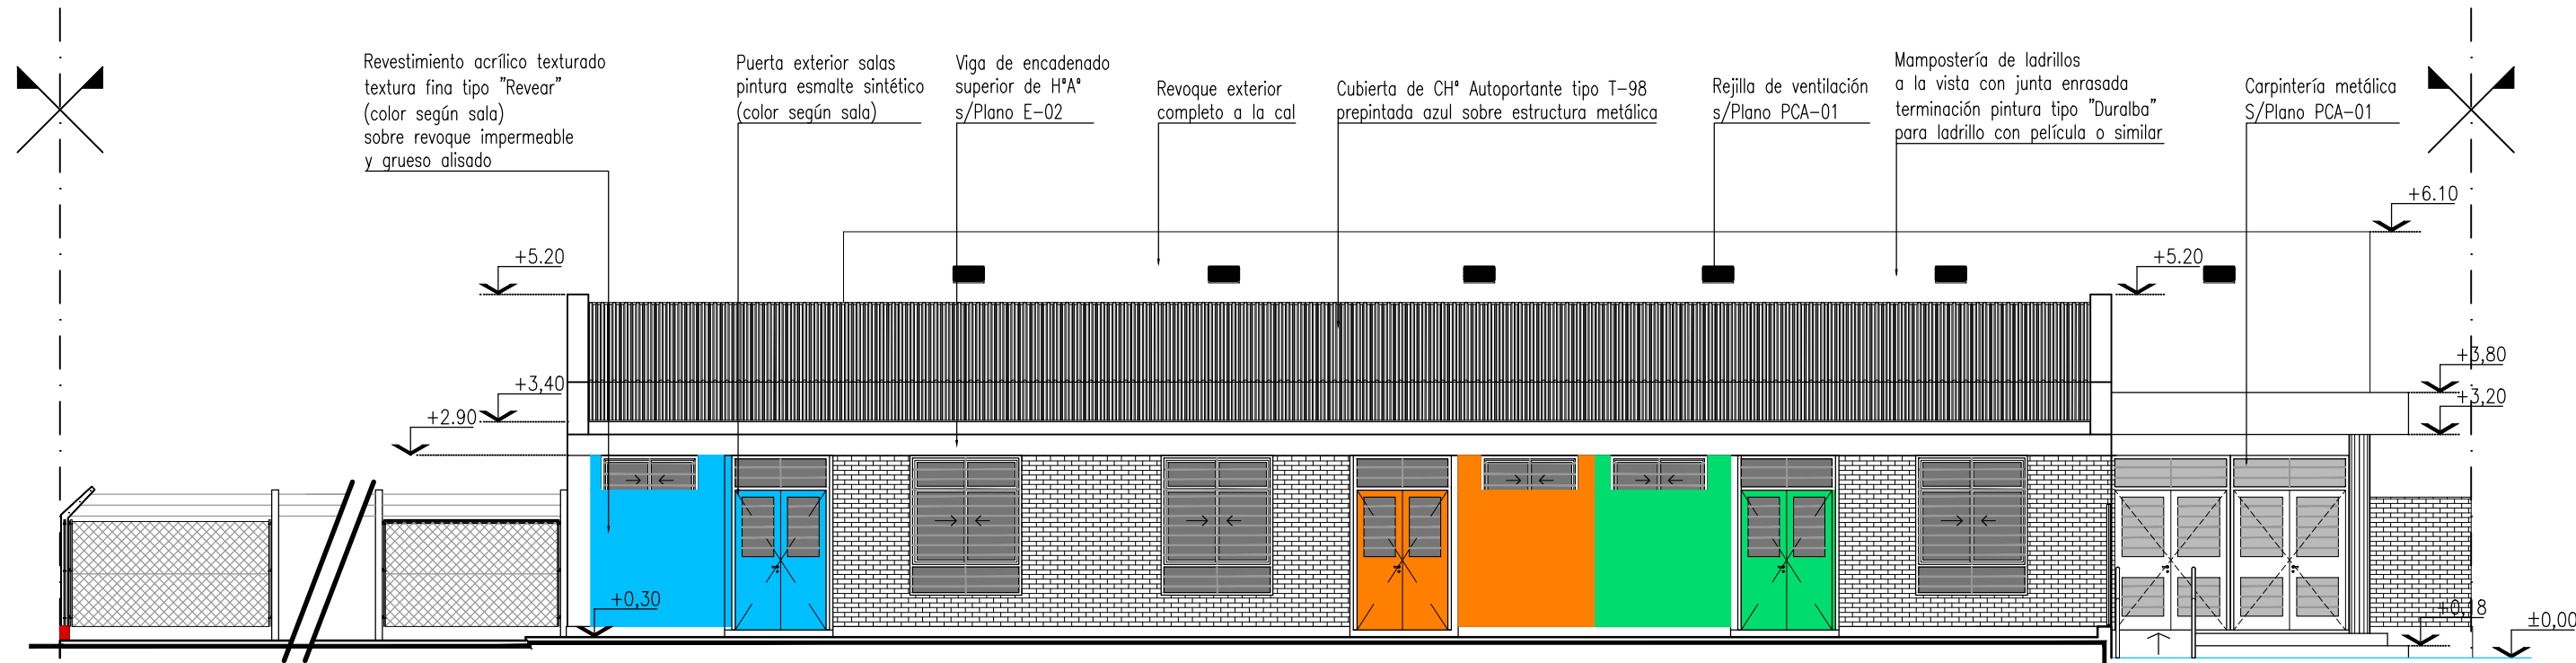 Revestimiento acrílico texturado
textura fina tipo "Revear"
(color según sala)
sobre revoque impermeable
y grueso alisado
Puerta exterior salas
pintura esmalte sintético
(color según sala)
Viga de encadenado
superior de HºAº
s/Plano E-02
Revoque exterior
completo a la cal
Cubierta de CHº Autoportante tipo T-98
prepintada azul sobre estructura metálica
Rejilla de ventilación
s/Plano PCA-01
Mampostería de ladrillos
a la vista con junta enrasada
terminación pintura tipo "Duralba"
para ladrillo con película o similar
Carpintería metálica
S/Plano PCA-01
+6.10
+5.20
+5.20
+3,80
+3,40
+3,20
+2.90
+0,30
+0,18
±0,00